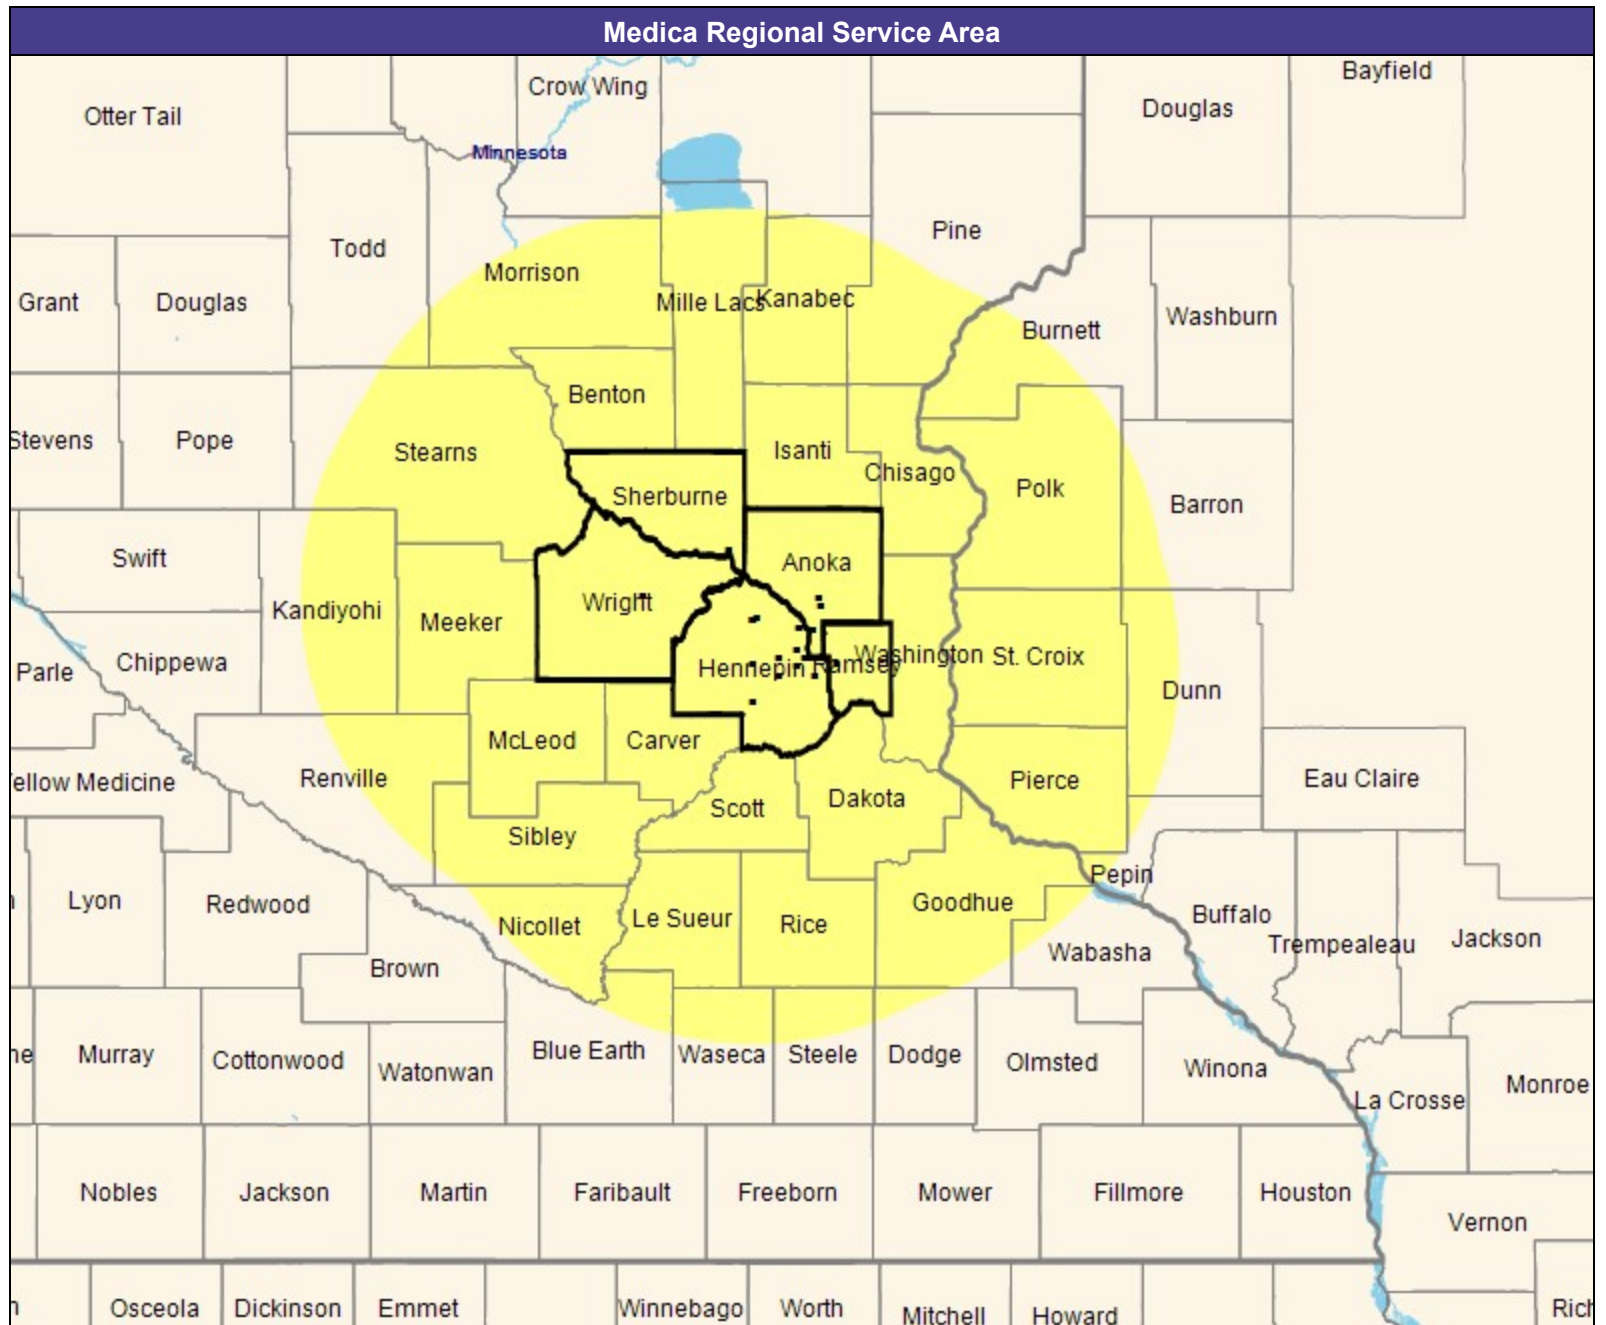 Medica Regional Service Area
Bayfield
Crow Wing
Douglas
Otter Tail
Minnesota
Pine
Todd
Morrison
Mille Lacs
Kanabec
Grant
Douglas
Washburn
Burnett
Benton
Stevens
Pope
Stearns
Isanti
Chisago
Polk
Sherburne
Barron
Swift
Anoka
Wright
Kandiyohi
Meeker
Washington
St. Croix
Parle
Chippewa
Hennepin
Ramsey
Dunn
McLeod
Carver
Renville
ellow Medicine
Pierce
Eau Claire
Scott
Dakota
Sibley
Pepin
Lyon
Redwood
Goodhue
Nicollet
Le Sueur
Rice
Buffalo
Trempealeau
Jackson
Wabasha
Brown
ne
Murray
Cottonwood
Watonwan
Blue Earth
Waseca
Steele
Dodge
Olmsted
Winona
La Crosse
Monroe
Nobles
Jackson
Martin
Faribault
Freeborn
Mower
Fillmore
Houston
Vernon
n
Osceola
Dickinson
Emmet
Winnebago
Worth
Mitchell
Howard
Rich